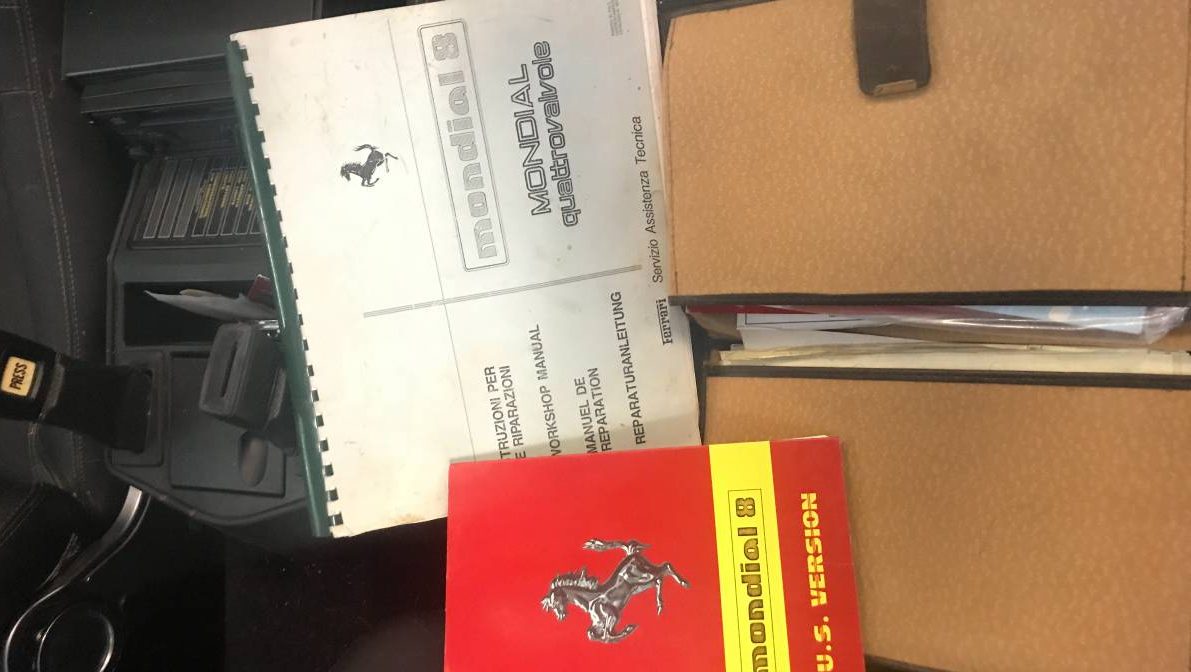 mondial 8
MONDIAL
quattrovalvole
TRUZIONI PER
E RIPARAZIONI
WORKSHOP MANUAL
MANUEL DE
REPARATION
REPARATURANLEITUNG
Ferrari Servizio Assistenza Tecnica
mondial 8
U.S. VERSION
PRESS